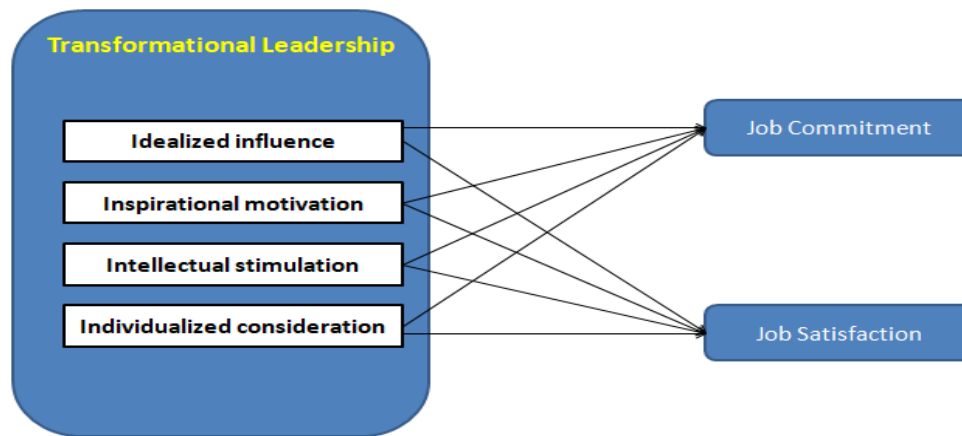 Transformational Leadership
Idealized influence
Inspirational motivation
Intellectual stimulation
Individualized consideration
Job Commitment
Job Satisfaction